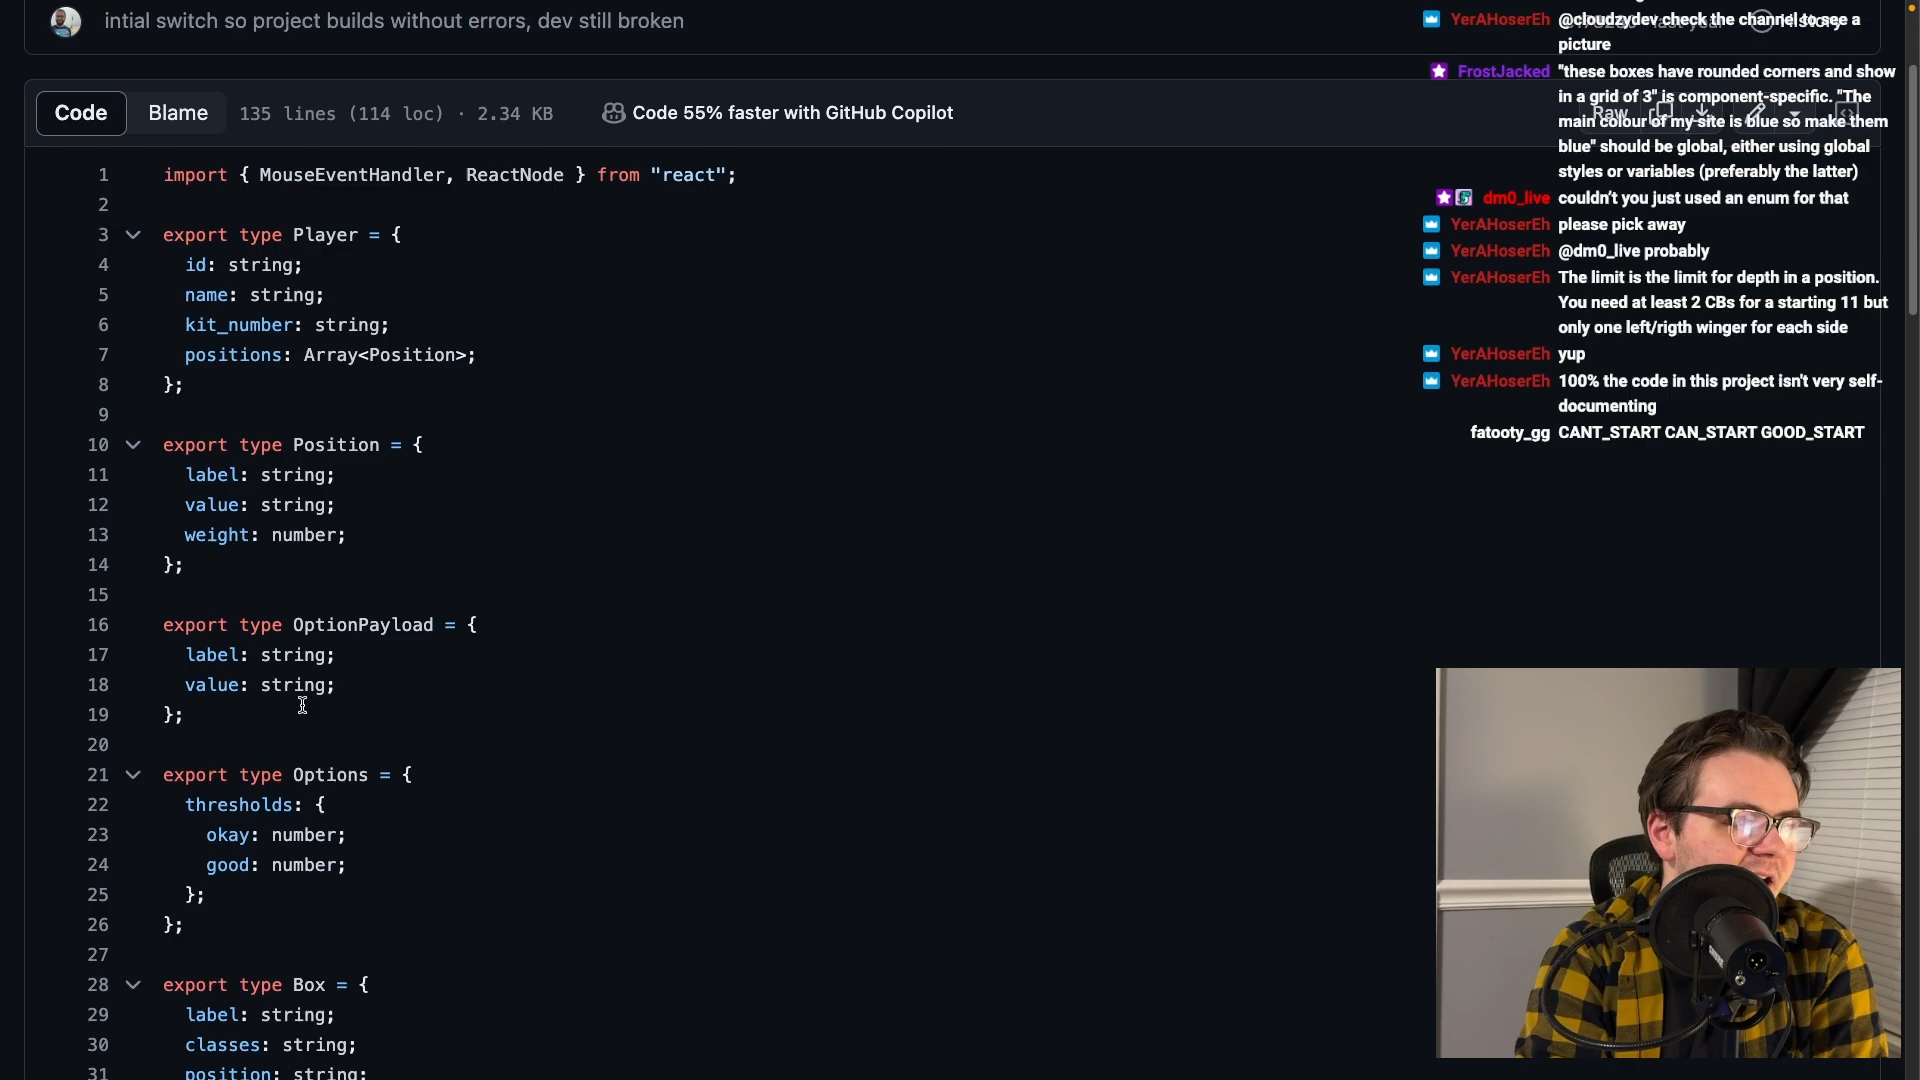 intial switch so project builds without errors, dev still broken
Code
Blame
135 lines (114 loc) · 2.34 KB
Code 55% faster with GitHub Copilot
Raw
1 import { MouseEventHandler, ReactNode } from "react";
2
3 export type Player = {
4 id: string;
5 name: string;
6 kit_number: string;
7 positions: Array<Position>;
8 };
9
10 export type Position = {
11 label: string;
12 value: string;
13 weight: number;
14 };
15
16 export type OptionPayload = {
17 label: string;
18 value: string;
19 };
20
21 export type Options = {
22 thresholds: {
23 okay: number;
24 good: number;
25 };
26 };
27
28 export type Box = {
29 label: string;
30 classes: string;
31 position: string;
YerAHoserEh @cloudzydev check the channel to see a
picture
FrostJacked "these boxes have rounded corners and show
in a grid of 3" is component-specific. "The
main colour of my site is blue so make them
blue" should be global, either using global
styles or variables (preferably the latter)
dm0_live couldn't you just used an enum for that
YerAHoserEh please pick away
YerAHoserEh @dm0_live probably
YerAHoserEh The limit is the limit for depth in a position.
You need at least 2 CBs for a starting 11 but
only one left/rigth winger for each side
YerAHoserEh yup
YerAHoserEh 100% the code in this project isn't very self-
documenting
fatooty_gg CANT_START CAN_START GOOD_START